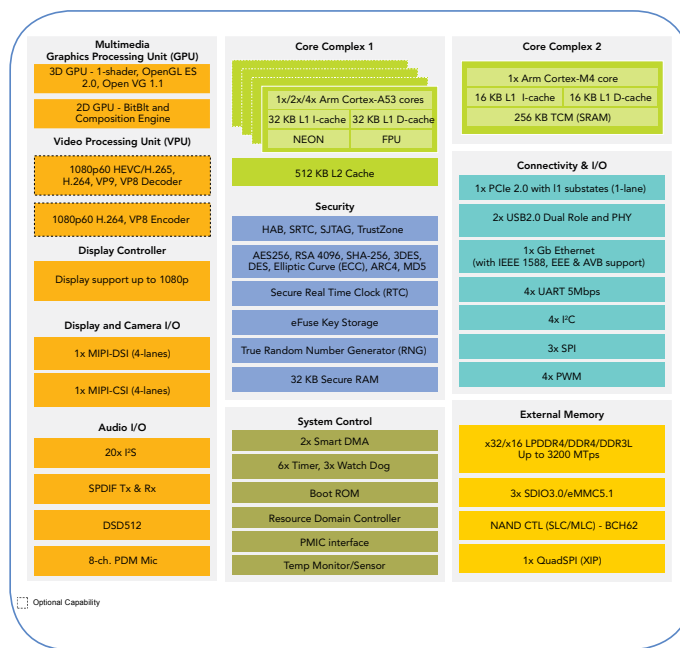 Multimedia
Graphics Processing Unit (GPU)
3D GPU - 1-shader, OpenGL ES
2.0, Open VG 1.1
2D GPU - BitBlt and
Composition Engine
Video Processing Unit (VPU)
1080p60 HEVC/H.265,
H.264, VP9, VP8 Decoder
1080p60 H.264, VP8 Encoder
Display Controller
Display support up to 1080p
Display and Camera I/O
1x MIPI-DSI (4-lanes)
1x MIPI-CSI (4-lanes)
Audio I/O
20x I²S
SPDIF Tx & Rx
DSD512
8-ch. PDM Mic
Core Complex 1
1x/2x/4x Arm Cortex-A53 cores
32 KB L1 I-cache
32 KB L1 D-cache
NEON
FPU
512 KB L2 Cache
Security
HAB, SRTC, SJTAG, TrustZone
AES256, RSA 4096, SHA-256, 3DES,
DES, Elliptic Curve (ECC), ARC4, MD5
Secure Real Time Clock (RTC)
eFuse Key Storage
True Random Number Generator (RNG)
32 KB Secure RAM
System Control
2x Smart DMA
6x Timer, 3x Watch Dog
Boot ROM
Resource Domain Controller
PMIC interface
Temp Monitor/Sensor
Core Complex 2
1x Arm Cortex-M4 core
16 KB L1 I-cache
16 KB L1 D-cache
256 KB TCM (SRAM)
Connectivity & I/O
1x PCIe 2.0 with l1 substates (1-lane)
2x USB2.0 Dual Role and PHY
1x Gb Ethernet
(with IEEE 1588, EEE & AVB support)
4x UART 5Mbps
4x I²C
3x SPI
4x PWM
External Memory
x32/x16 LPDDR4/DDR4/DDR3L
Up to 3200 MTps
3x SDIO3.0/eMMC5.1
NAND CTL (SLC/MLC) - BCH62
1x QuadSPI (XIP)
Optional Capability